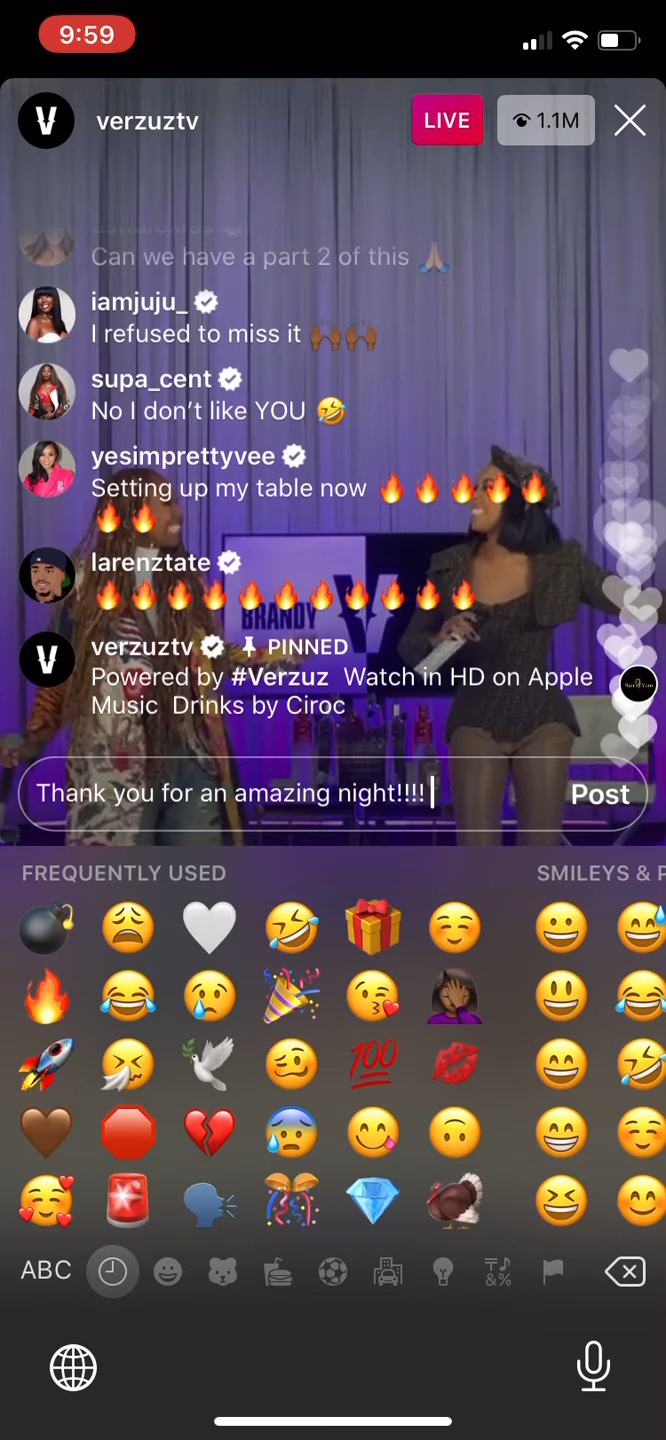 9:59
verzuztv
LIVE
1.1M
Can we have a part 2 of this 🙏🏼
iamjuju_
I refused to miss it 🙌🏾🙌🏾
supa_cent
No I don't like YOU 🤣
yesimprettyvee
Setting up my table now 🔥🔥🔥🔥🔥
🔥🔥
larenztate
🔥🔥🔥🔥🔥🔥🔥🔥🔥🔥🔥
BRANDY
verzuztv PINNED
Powered by #Verzuz Watch in HD on Apple
Music Drinks by Ciroc
Thank you for an amazing night!!!!
Post
FREQUENTLY USED
SMILEYS & P
100
ABC
&%